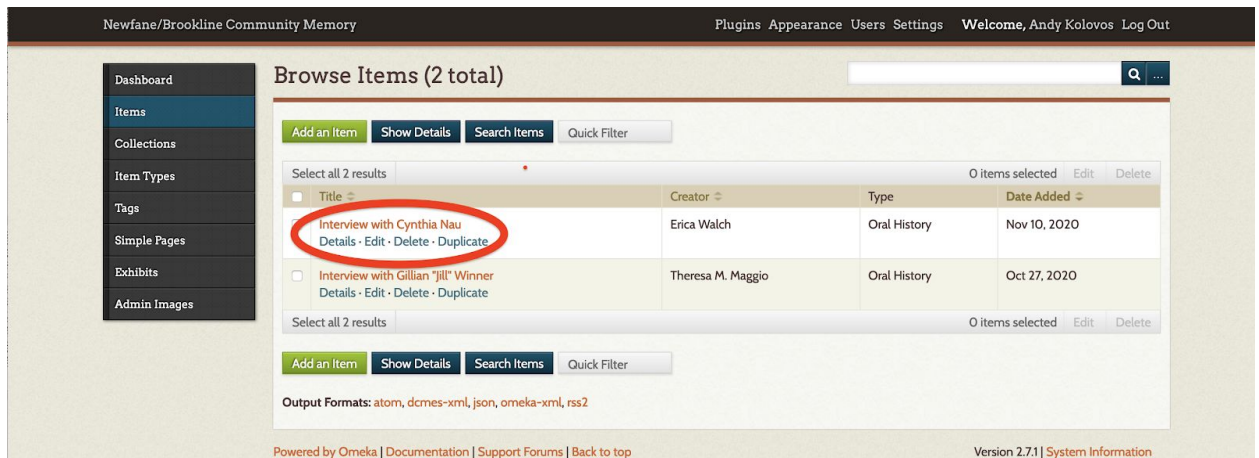 Newfane/Brookline Community Memory
Plugins Appearance Users Settings Welcome, Andy Kolovos Log Out
Dashboard
Items
Collections
Item Types
Tags
Simple Pages
Exhibits
Admin Images
Browse Items (2 total)
...
Add an Item Show Details Search Items Quick Filter
Select all 2 results 0 items selected Edit Delete
Title Creator Type Date Added
Interview with Cynthia Nau Erica Walch Oral History Nov 10, 2020
Details · Edit · Delete · Duplicate
Interview with Gillian "Jill" Winner Theresa M. Maggio Oral History Oct 27, 2020
Details · Edit · Delete · Duplicate
Select all 2 results 0 items selected Edit Delete
Add an Item Show Details Search Items Quick Filter
Output Formats: atom, dcmes-xml, json, omeka-xml, rss2
Powered by Omeka | Documentation | Support Forums | Back to top Version 2.7.1 | System Information